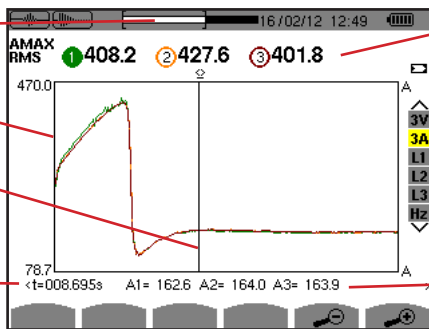 16/02/12 12:49
AMAX
RMS
1 408.2 2 427.6 3 401.8
470.0
A
3V
3A
L1
L2
L3
Hz
78.7
A
<t=008.695s A1= 162.6 A2= 164.0 A3= 163.9